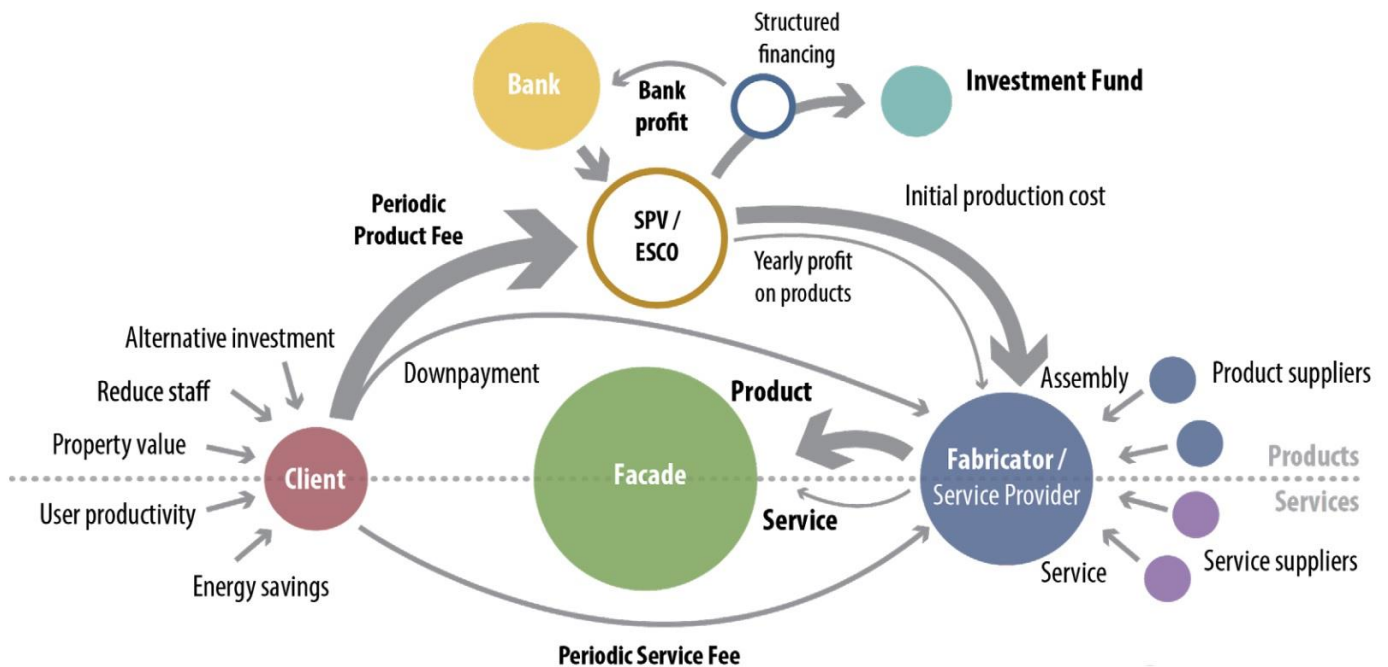 Structured
financing
Bank
Investment Fund
Bank
profit
Periodic
Product Fee
SPV /
ESCO
Initial production cost
Yearly profit
on products
Alternative investment
Downpayment
Product
Assembly
Product suppliers
Reduce staff
Property value
Client
Facade
Fabricator /
Service Provider
Products
Services
User productivity
Service
Energy savings
Service
Service suppliers
Periodic Service Fee